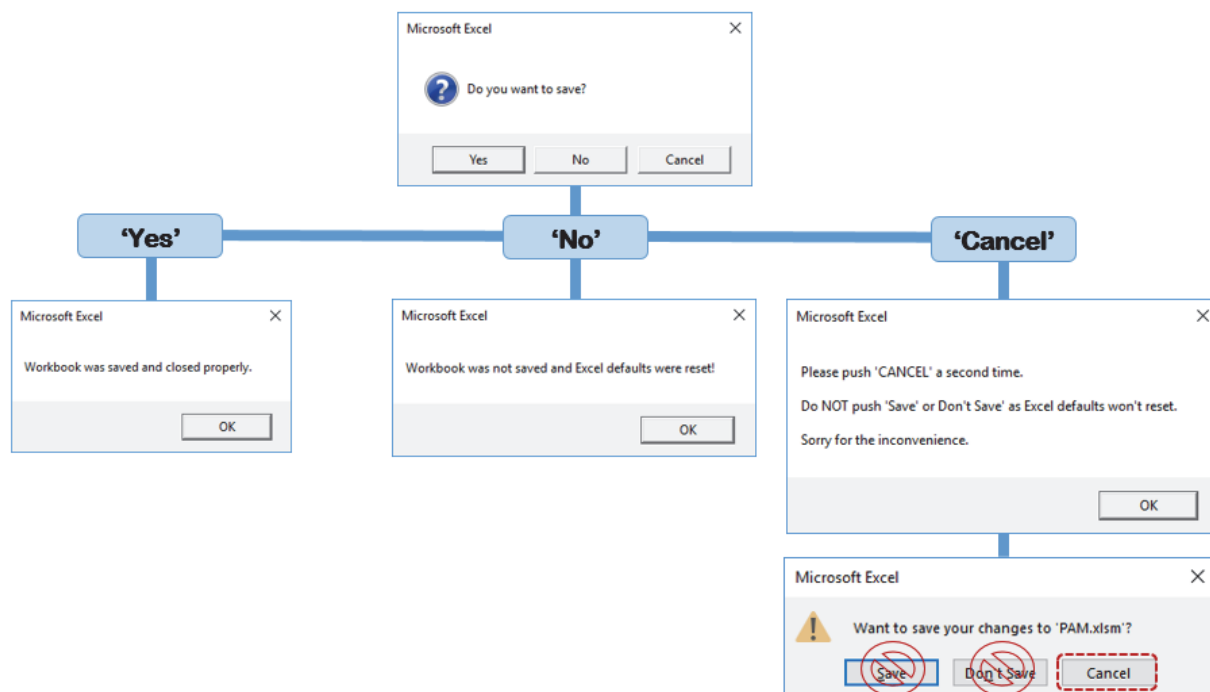 Microsoft Excel
Do you want to save?
Yes No Cancel
‘Yes’ ‘No’ ‘Cancel’
Microsoft Excel
Workbook was saved and closed properly.
OK
Microsoft Excel
Workbook was not saved and Excel defaults were reset!
OK
Microsoft Excel
Please push 'CANCEL' a second time.
Do NOT push 'Save' or Don't Save' as Excel defaults won't reset.
Sorry for the inconvenience.
OK
Microsoft Excel
Want to save your changes to 'PAM.xlsm'?
Save Don't Save Cancel